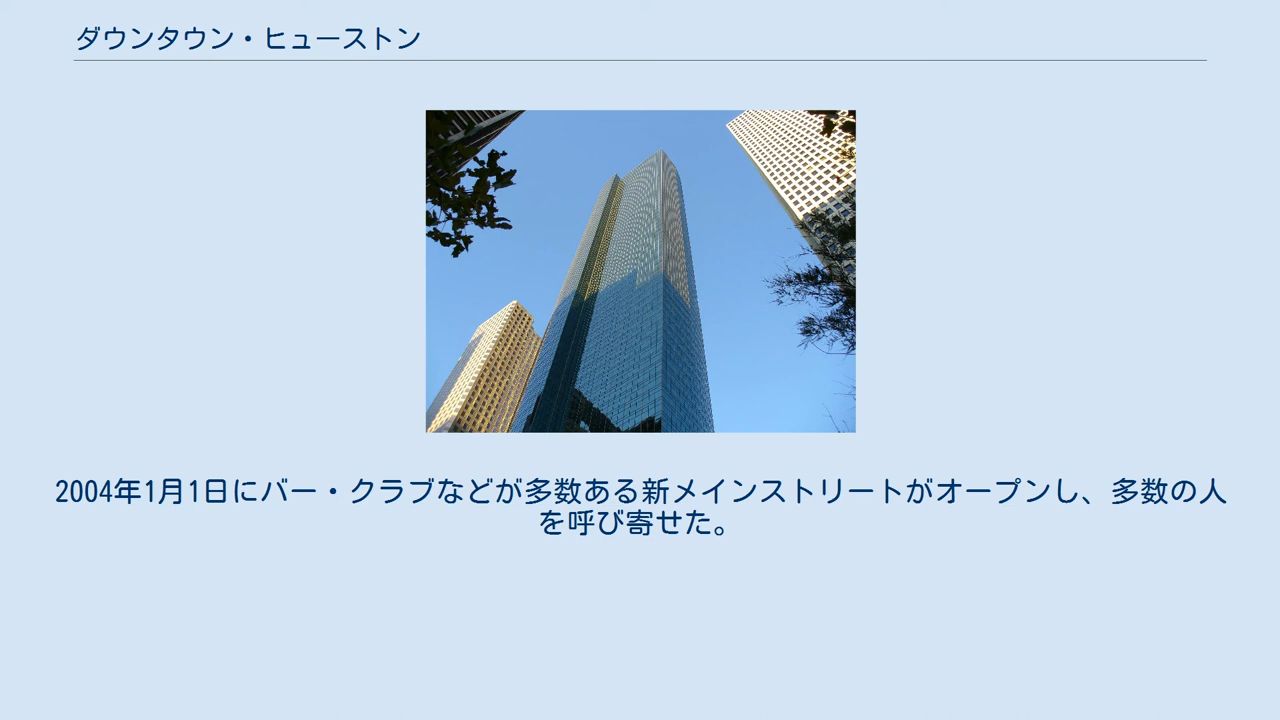 ダウンタウン・ヒューストン
2004年1月1日にバー・クラブなどが多数ある新メインストリートがオープンし、多数の人
を呼び寄せた。